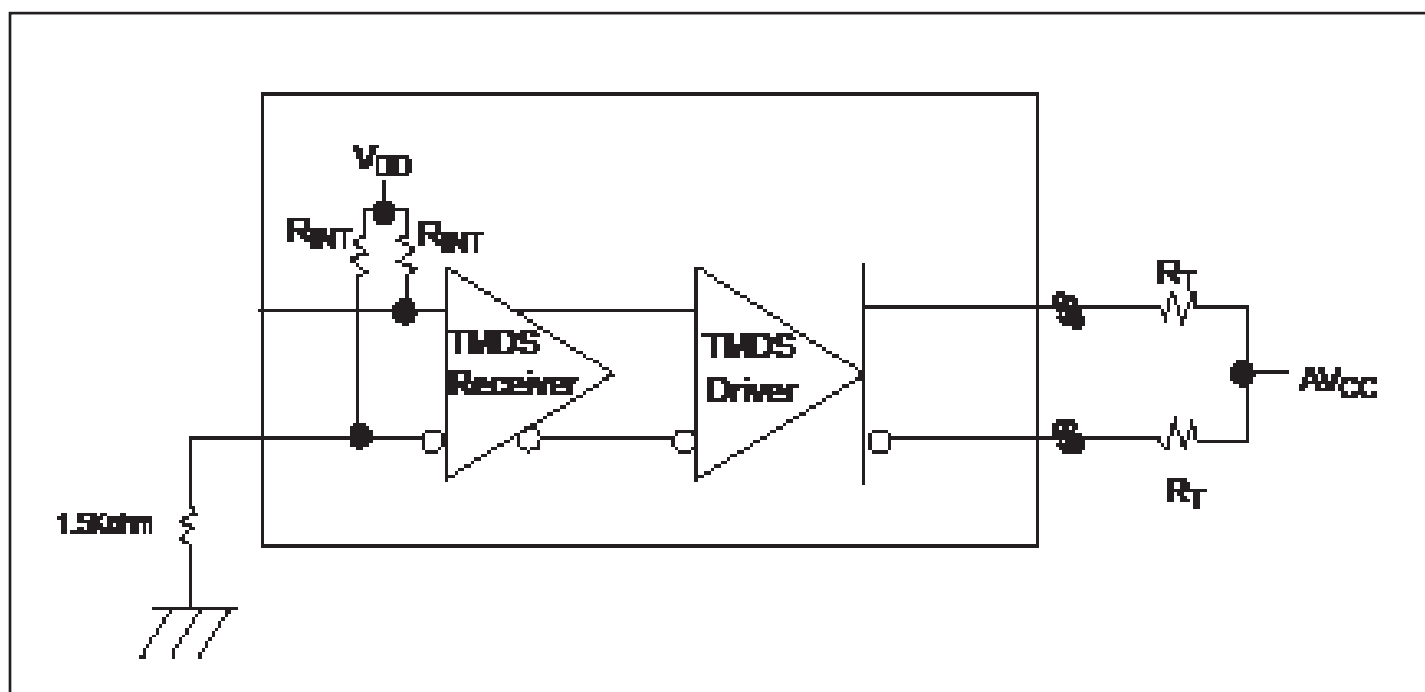 VDD
RINT RINT
RT
TMDS
Receiver
TMDS
Driver
AVCC
RT
1.5Kohm